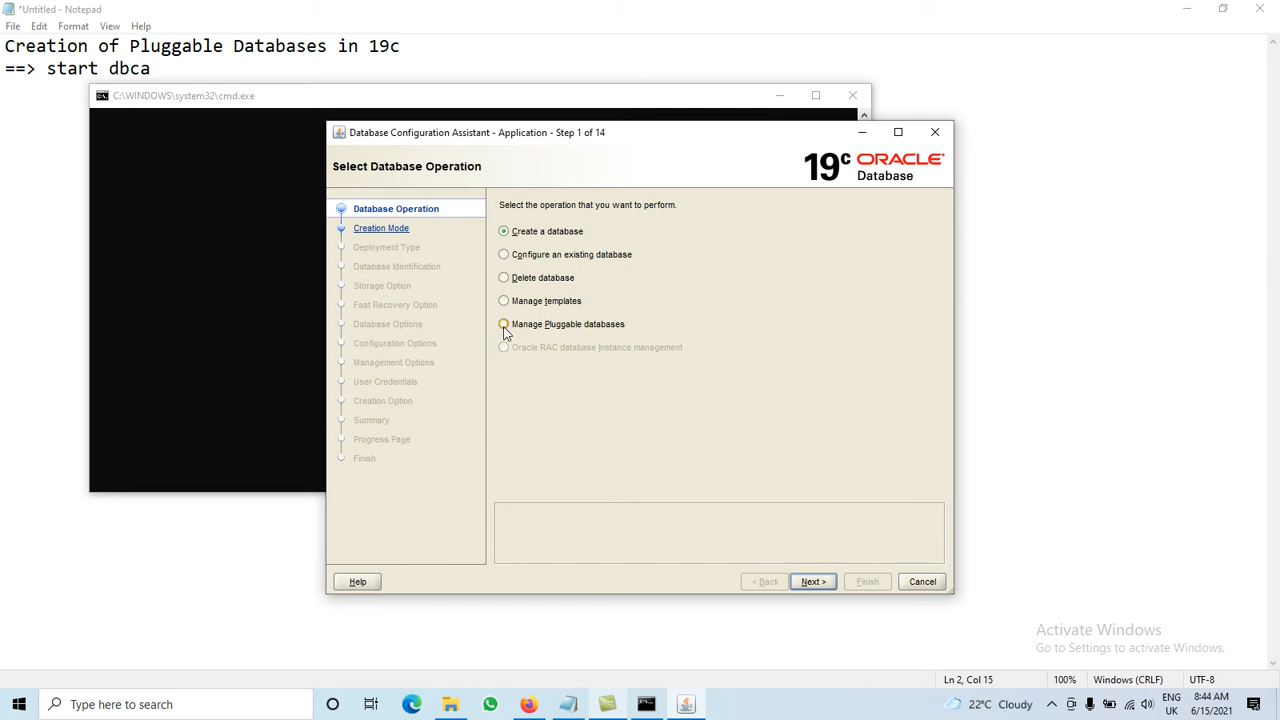 *Untitled - Notepad
File Edit Format View Help
Creation of Pluggable Databases in 19c
==> start dbca
C:\WINDOWS\system32\cmd.exe
Database Configuration Assistant - Application - Step 1 of 14
Select Database Operation
19c ORACLE
Database
Database Operation
Creation Mode
Deployment Type
Database Identification
Storage Option
Fast Recovery Option
Database Options
Configuration Options
Management Options
User Credentials
Creation Option
Summary
Progress Page
Finish
Select the operation that you want to perform.
Create a database
Configure an existing database
Delete database
Manage templates
Manage Pluggable databases
Oracle RAC database Instance management
Help
< Back
Next >
Finish
Cancel
Activate Windows
Go to Settings to activate Windows.
Ln 2, Col 15 100% Windows (CRLF) UTF-8
Type here to search
22°C Cloudy
ENG
UK
8:44 AM
6/15/2021